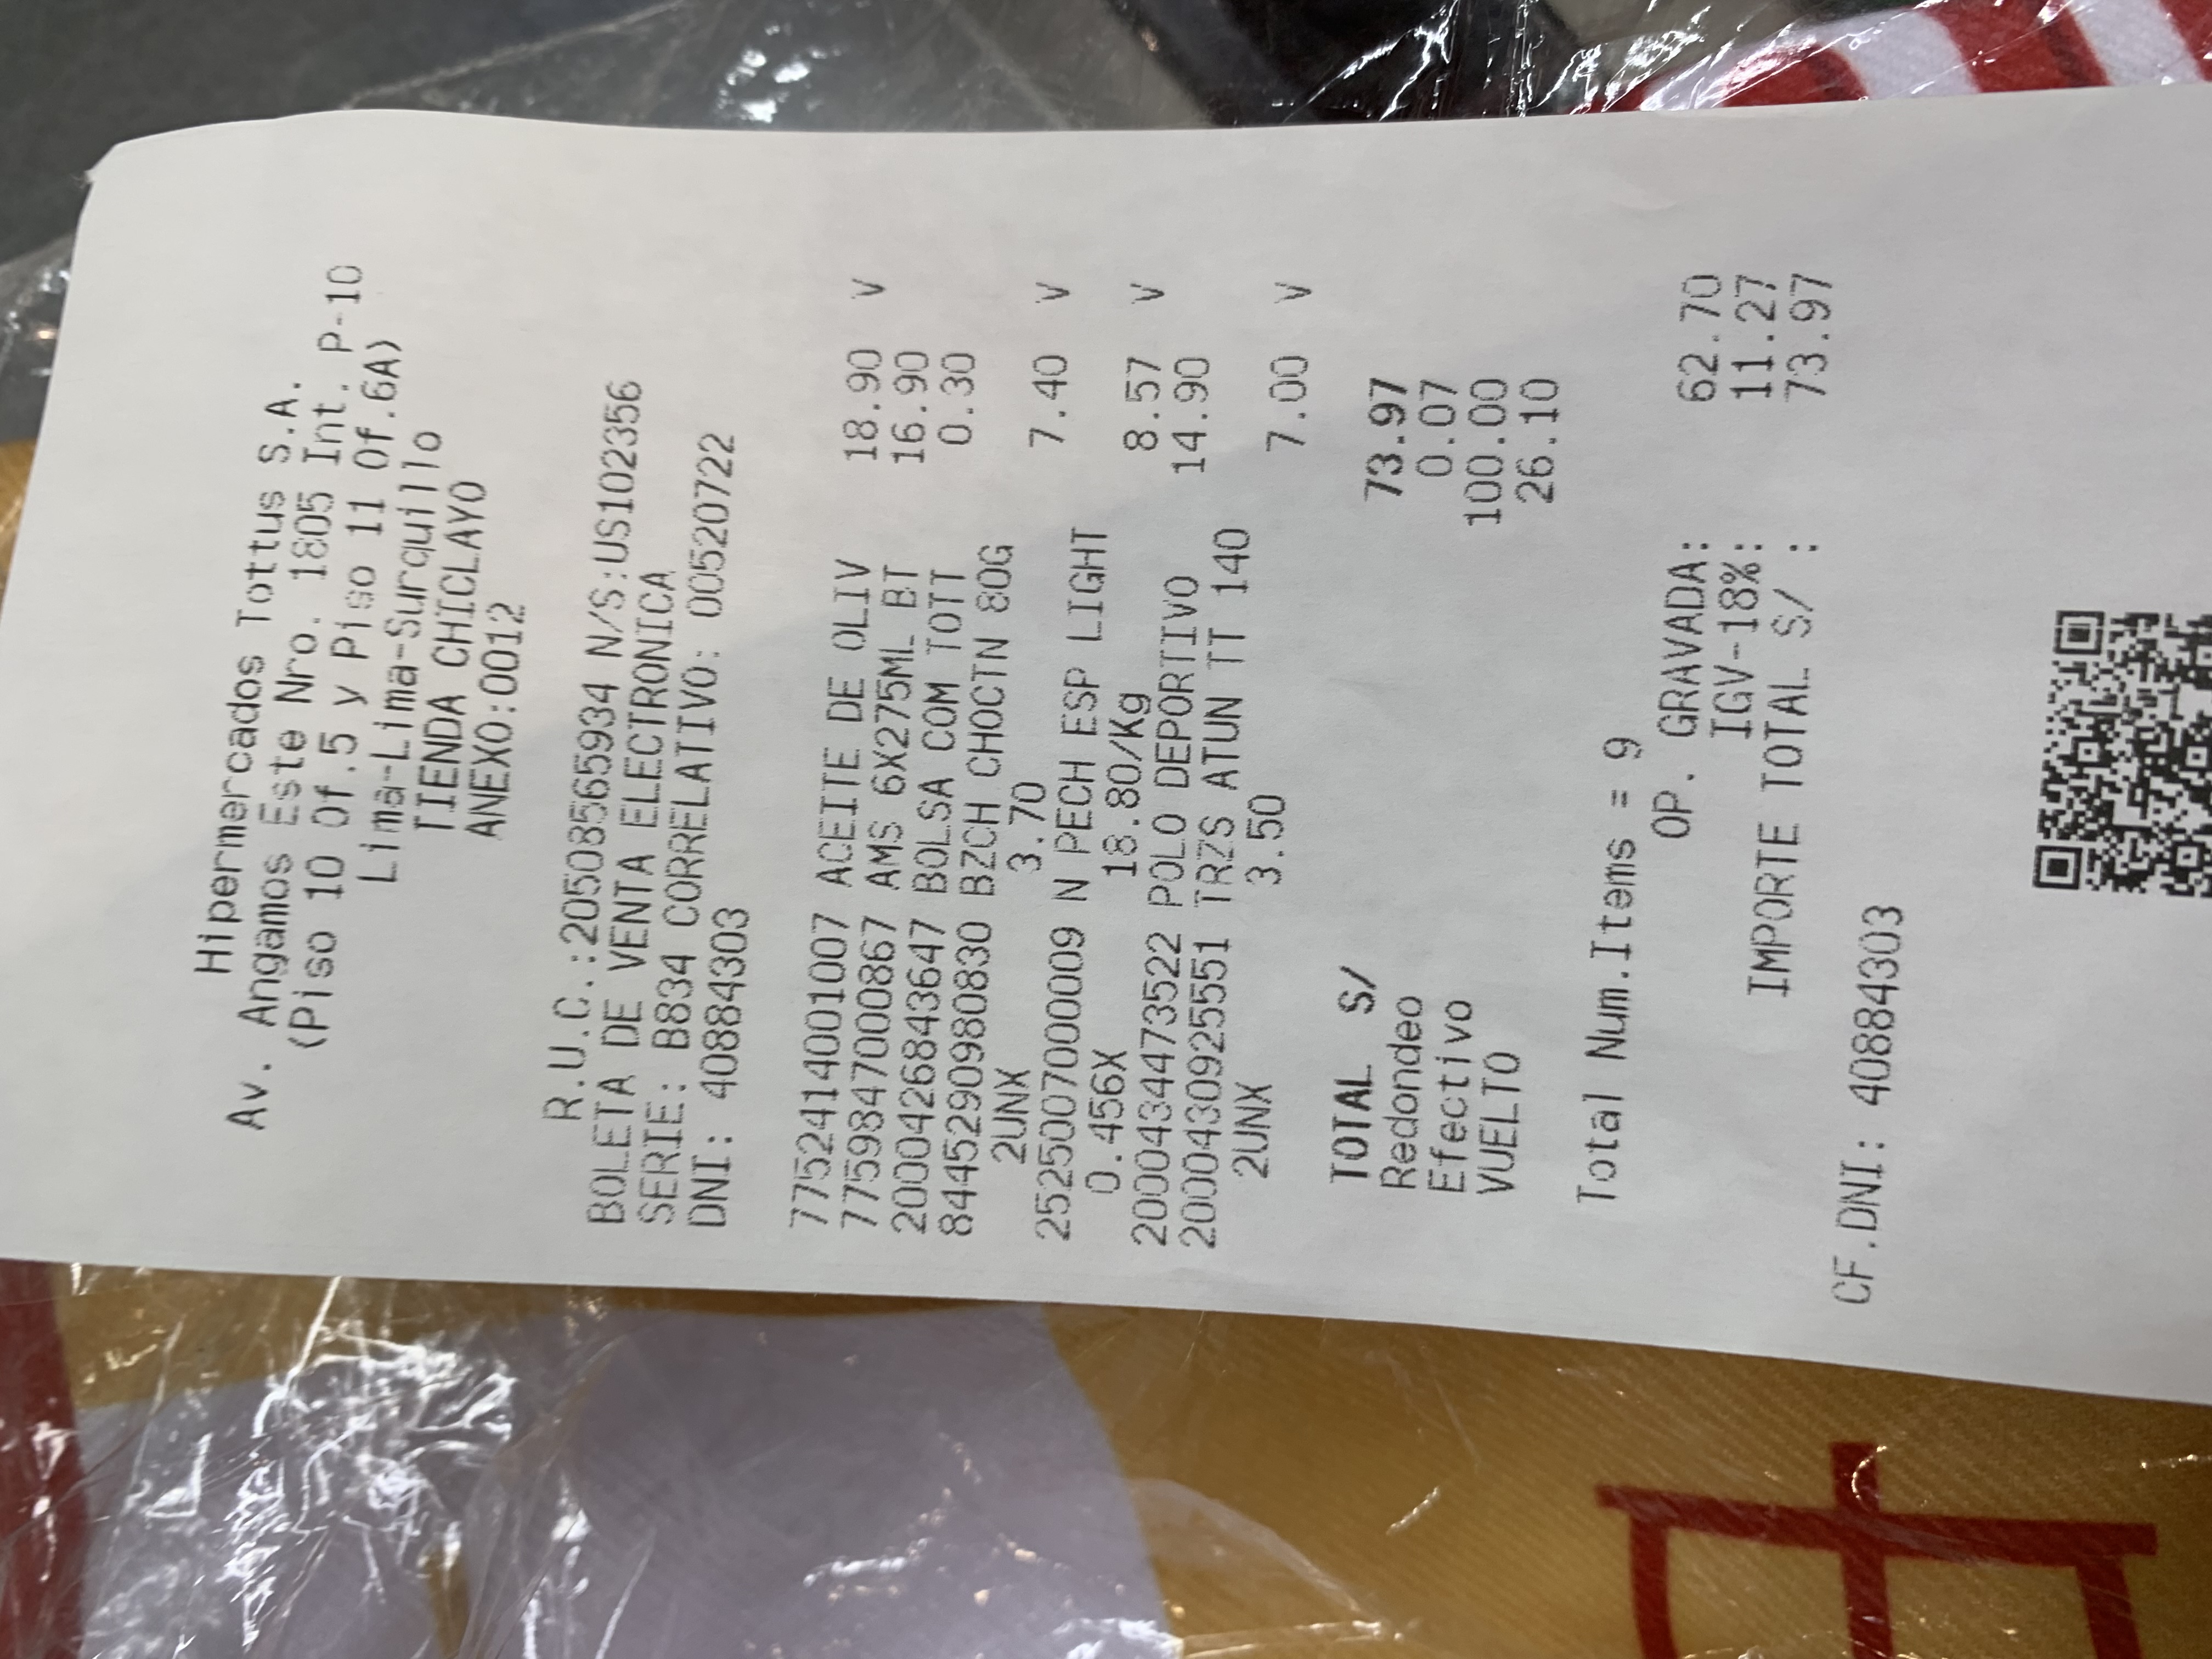 Hipermercados Tottus S.A.
Av. Angamos Este Nro. 1805 Int. P-10
(Piso 10 Of.5 y Piso 11 Of.6A)
Lima-Lima-Surquillo
TIENDA CHICLAYO
ANEXO:0012
R.U.C.:20508565934 N/S:US102356
BOLETA DE VENTA ELECTRONICA
SERIE: B834 CORRELATIVO: 00520722
DNI: 40884303
7752414001007 ACEITE DE OLIV 18.90 V
7759847000867 AMS 6X275ML BT 16.90
2000426843647 BOLSA COM TOTT 0.30
8445290980830 BZCH CHOCTN 80G
2UNX 3.70 7.40 V
2525007000009 N PECH ESP LIGHT
0.456X 18.80/Kg 8.57 V
2000434473522 POLO DEPORTIVO 14.90
2000430925551 TRZS ATUN TT 140
2UNX 3.50 7.00 V
TOTAL S/ 73.97
Redondeo 0.07
Efectivo 100.00
VUELTO 26.10
Total Num.Items = 9
OP. GRAVADA: 62.70
IGV-18%: 11.27
IMPORTE TOTAL S/ : 73.97
CF.DNI: 40884303